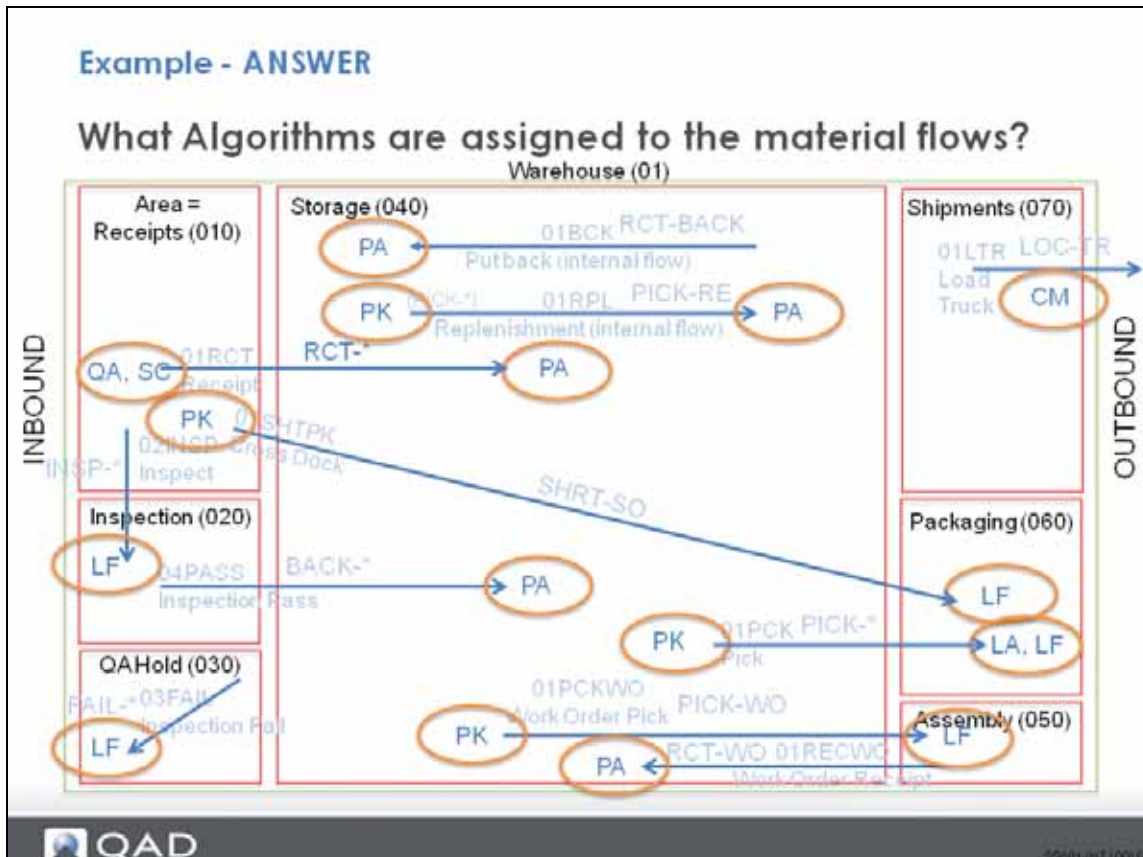 Example - ANSWER
What Algorithms are assigned to the material flows?
Warehouse (01)
INBOUND
OUTBOUND
Area =
Receipts (010)
QA, SC
01RCT
Receipt
RCT-*
PK
SHTPK
Cross Dock
SHRT-SO
INSP-*
02INSP
Inspect
Inspection (020)
LF
04PASS
BACK-*
Inspection Pass
PA
QA Hold (030)
FAIL-*
03FAIL
Inspection Fail
LF
Storage (040)
PA
01BCK
RCT-BACK
Put back (internal flow)
PK
(PICK-*)
01RPL
PICK-RE
PA
Replenishment (internal flow)
PA
PK
01PCK
PICK-*
Pick
01PCKWO
PICK-WO
Work Order Pick
PK
PA
RCT-WO
01RECWO
Work Order Receipt
Shipments (070)
01LTR
LOC-TR
Load
Truck
CM
Packaging (060)
LF
LA, LF
Assembly (050)
LF
QAD